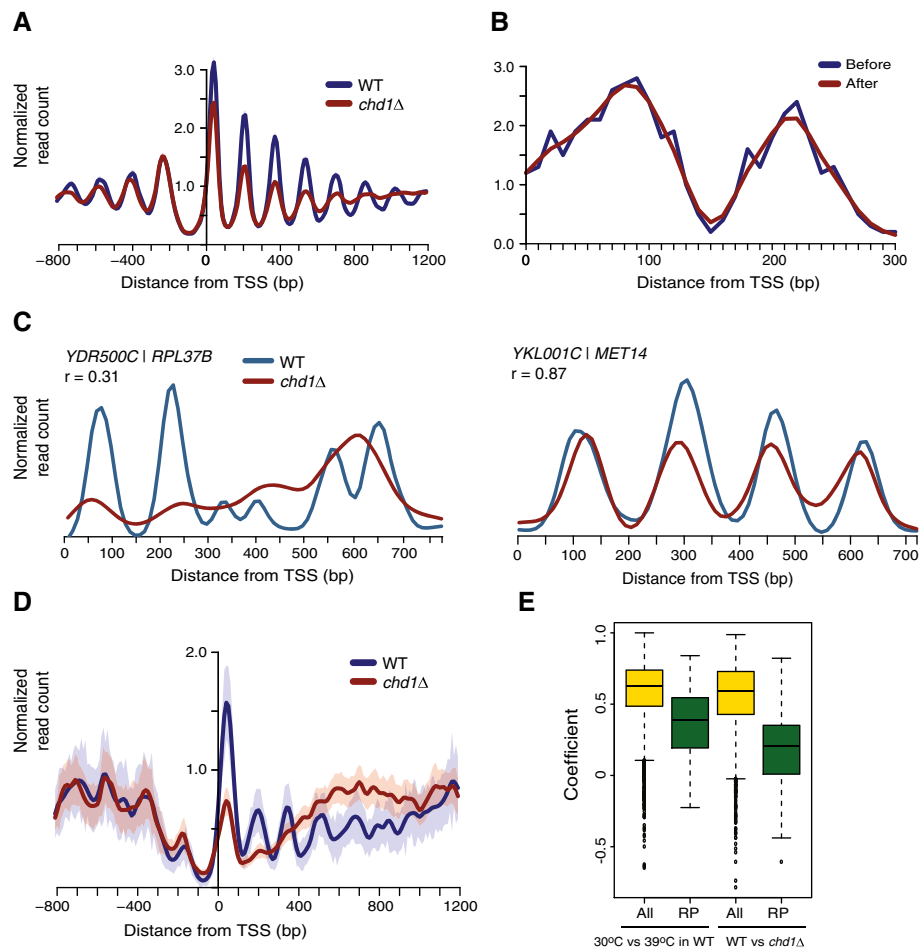 A
Normalized
read count
3.0
2.0
1.0
WT
chd1Δ
−800
−400
0
400
800
1200
Distance from TSS (bp)
B
3.0
2.0
1.0
0.0
Before
After
0
100
200
300
Distance from TSS (bp)
C
Normalized
read count
YDR500C | RPL37B
r = 0.31
WT
chd1Δ
0
100
200
300
400
500
600
700
Distance from TSS (bp)
YKL001C | MET14
r = 0.87
0
100
200
300
400
500
600
700
Distance from TSS (bp)
D
Normalized
read count
2.0
1.0
WT
chd1Δ
−800
−400
0
400
800
1200
Distance from TSS (bp)
E
Coefficient
1.0
0.5
0
-0.5
All RP All RP
30ºC vs 39ºC in WT WT vs chd1Δ